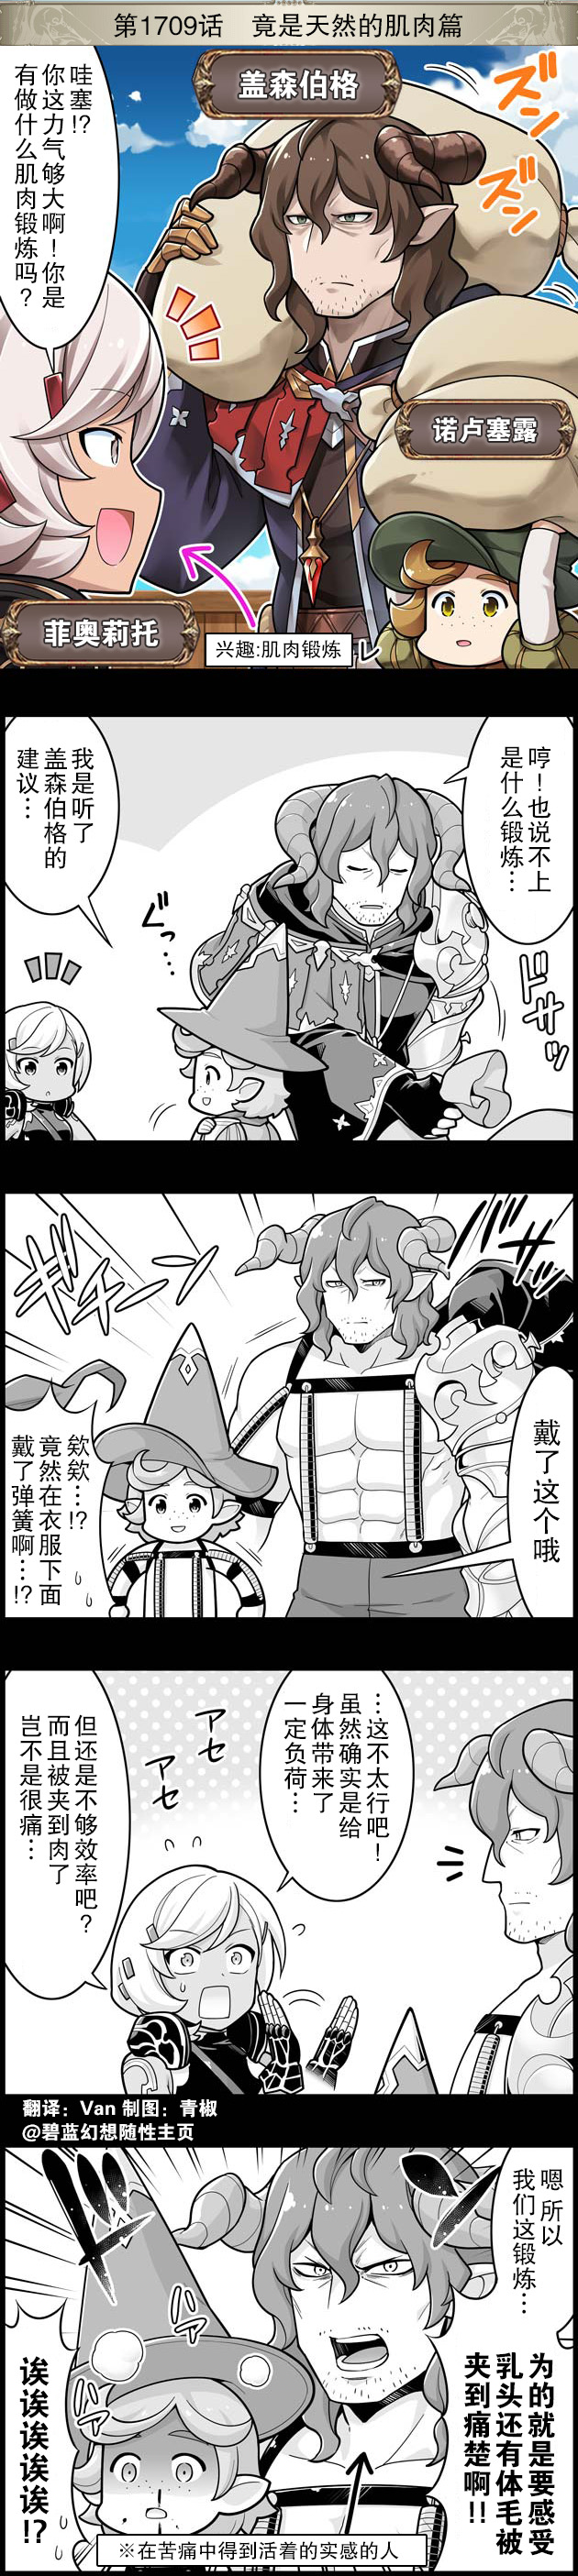 第1709话　竟是天然的肌肉篇
盖森伯格
哇塞!?
你这力气够大啊！你是
有做什么肌肉锻炼吗？
ズン
ズン
诺卢塞露
菲奥莉托
兴趣:肌肉锻炼
哼！也说不上
是什么锻炼…
我是听了
盖森伯格的
建议…
ぐっ…
ドサッ…
ギチギチ
バッ
戴了这个哦
欸欸…!?
竟然在衣服下面
戴了弹簧啊…!?
…这不太行吧！
虽然确实是给
身体带来了
一定负荷…
アセ
アセ
但还是不够效率吧？
而且被夹到肉了
岂不是很痛…
翻译：Van 制图：青椒
@碧蓝幻想随性主页
嗯 所以
我们这锻炼…
为的就是要感受
乳头还有体毛被
夹到痛楚啊!!
ハァ
ハァ
诶诶诶诶诶!?
※在苦痛中得到活着的实感的人